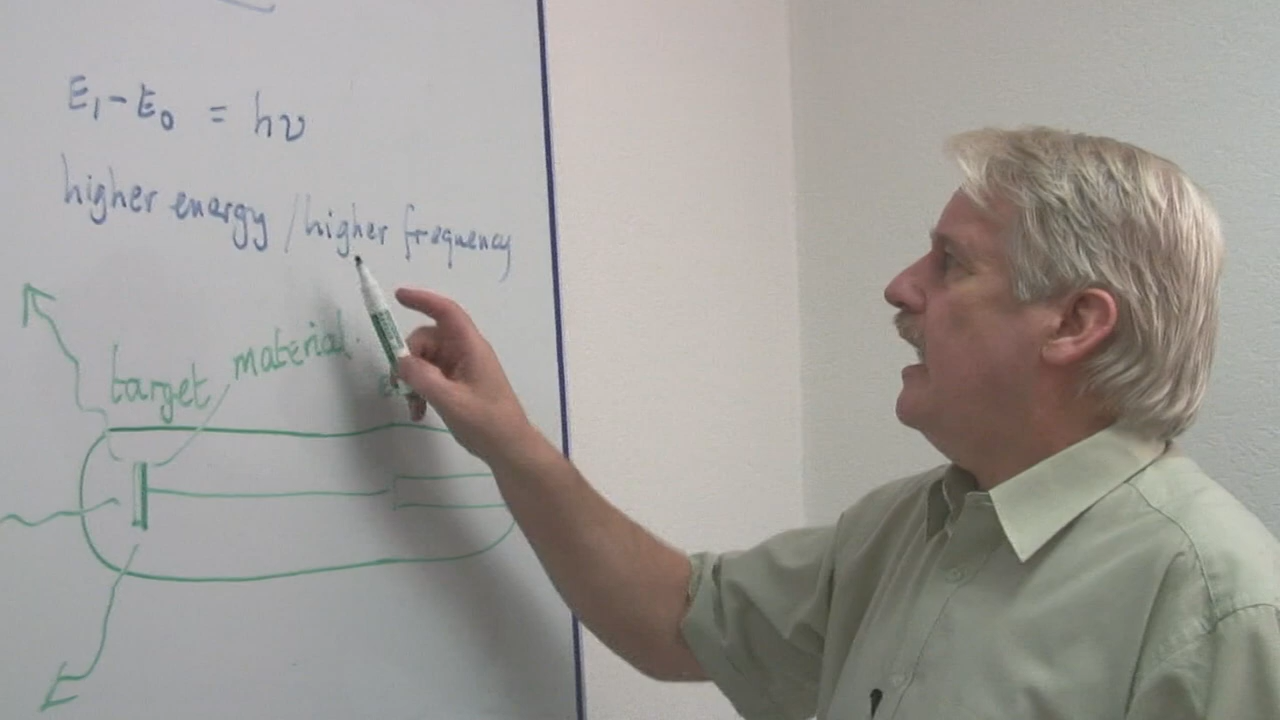 E₁-E₀ = hν
higher energy / higher frequency
target material